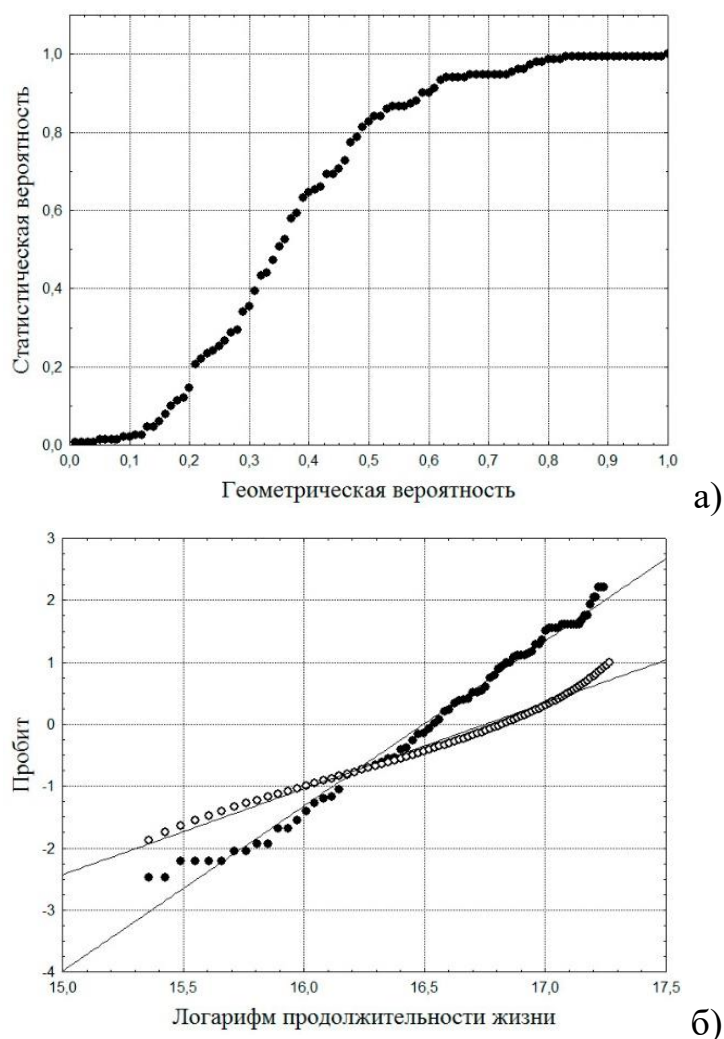 1,0
0,8
0,6
0,4
0,2
0,0
Статистическая вероятность
0,0 0,1 0,2 0,3 0,4 0,5 0,6 0,7 0,8 0,9 1,0
Геометрическая вероятность
а)
3
2
1
0
-1
-2
-3
-4
Пробит
15,0 15,5 16,0 16,5 17,0 17,5
Логарифм продолжительности жизни
б)